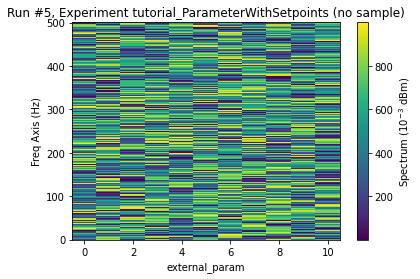 Run #5, Experiment tutorial_ParameterWithSetpoints (no sample)
500
400
300
200
100
0
Freq Axis (Hz)
0 2 4 6 8 10
external_param
800
600
400
200
Spectrum (10⁻³ dBm)